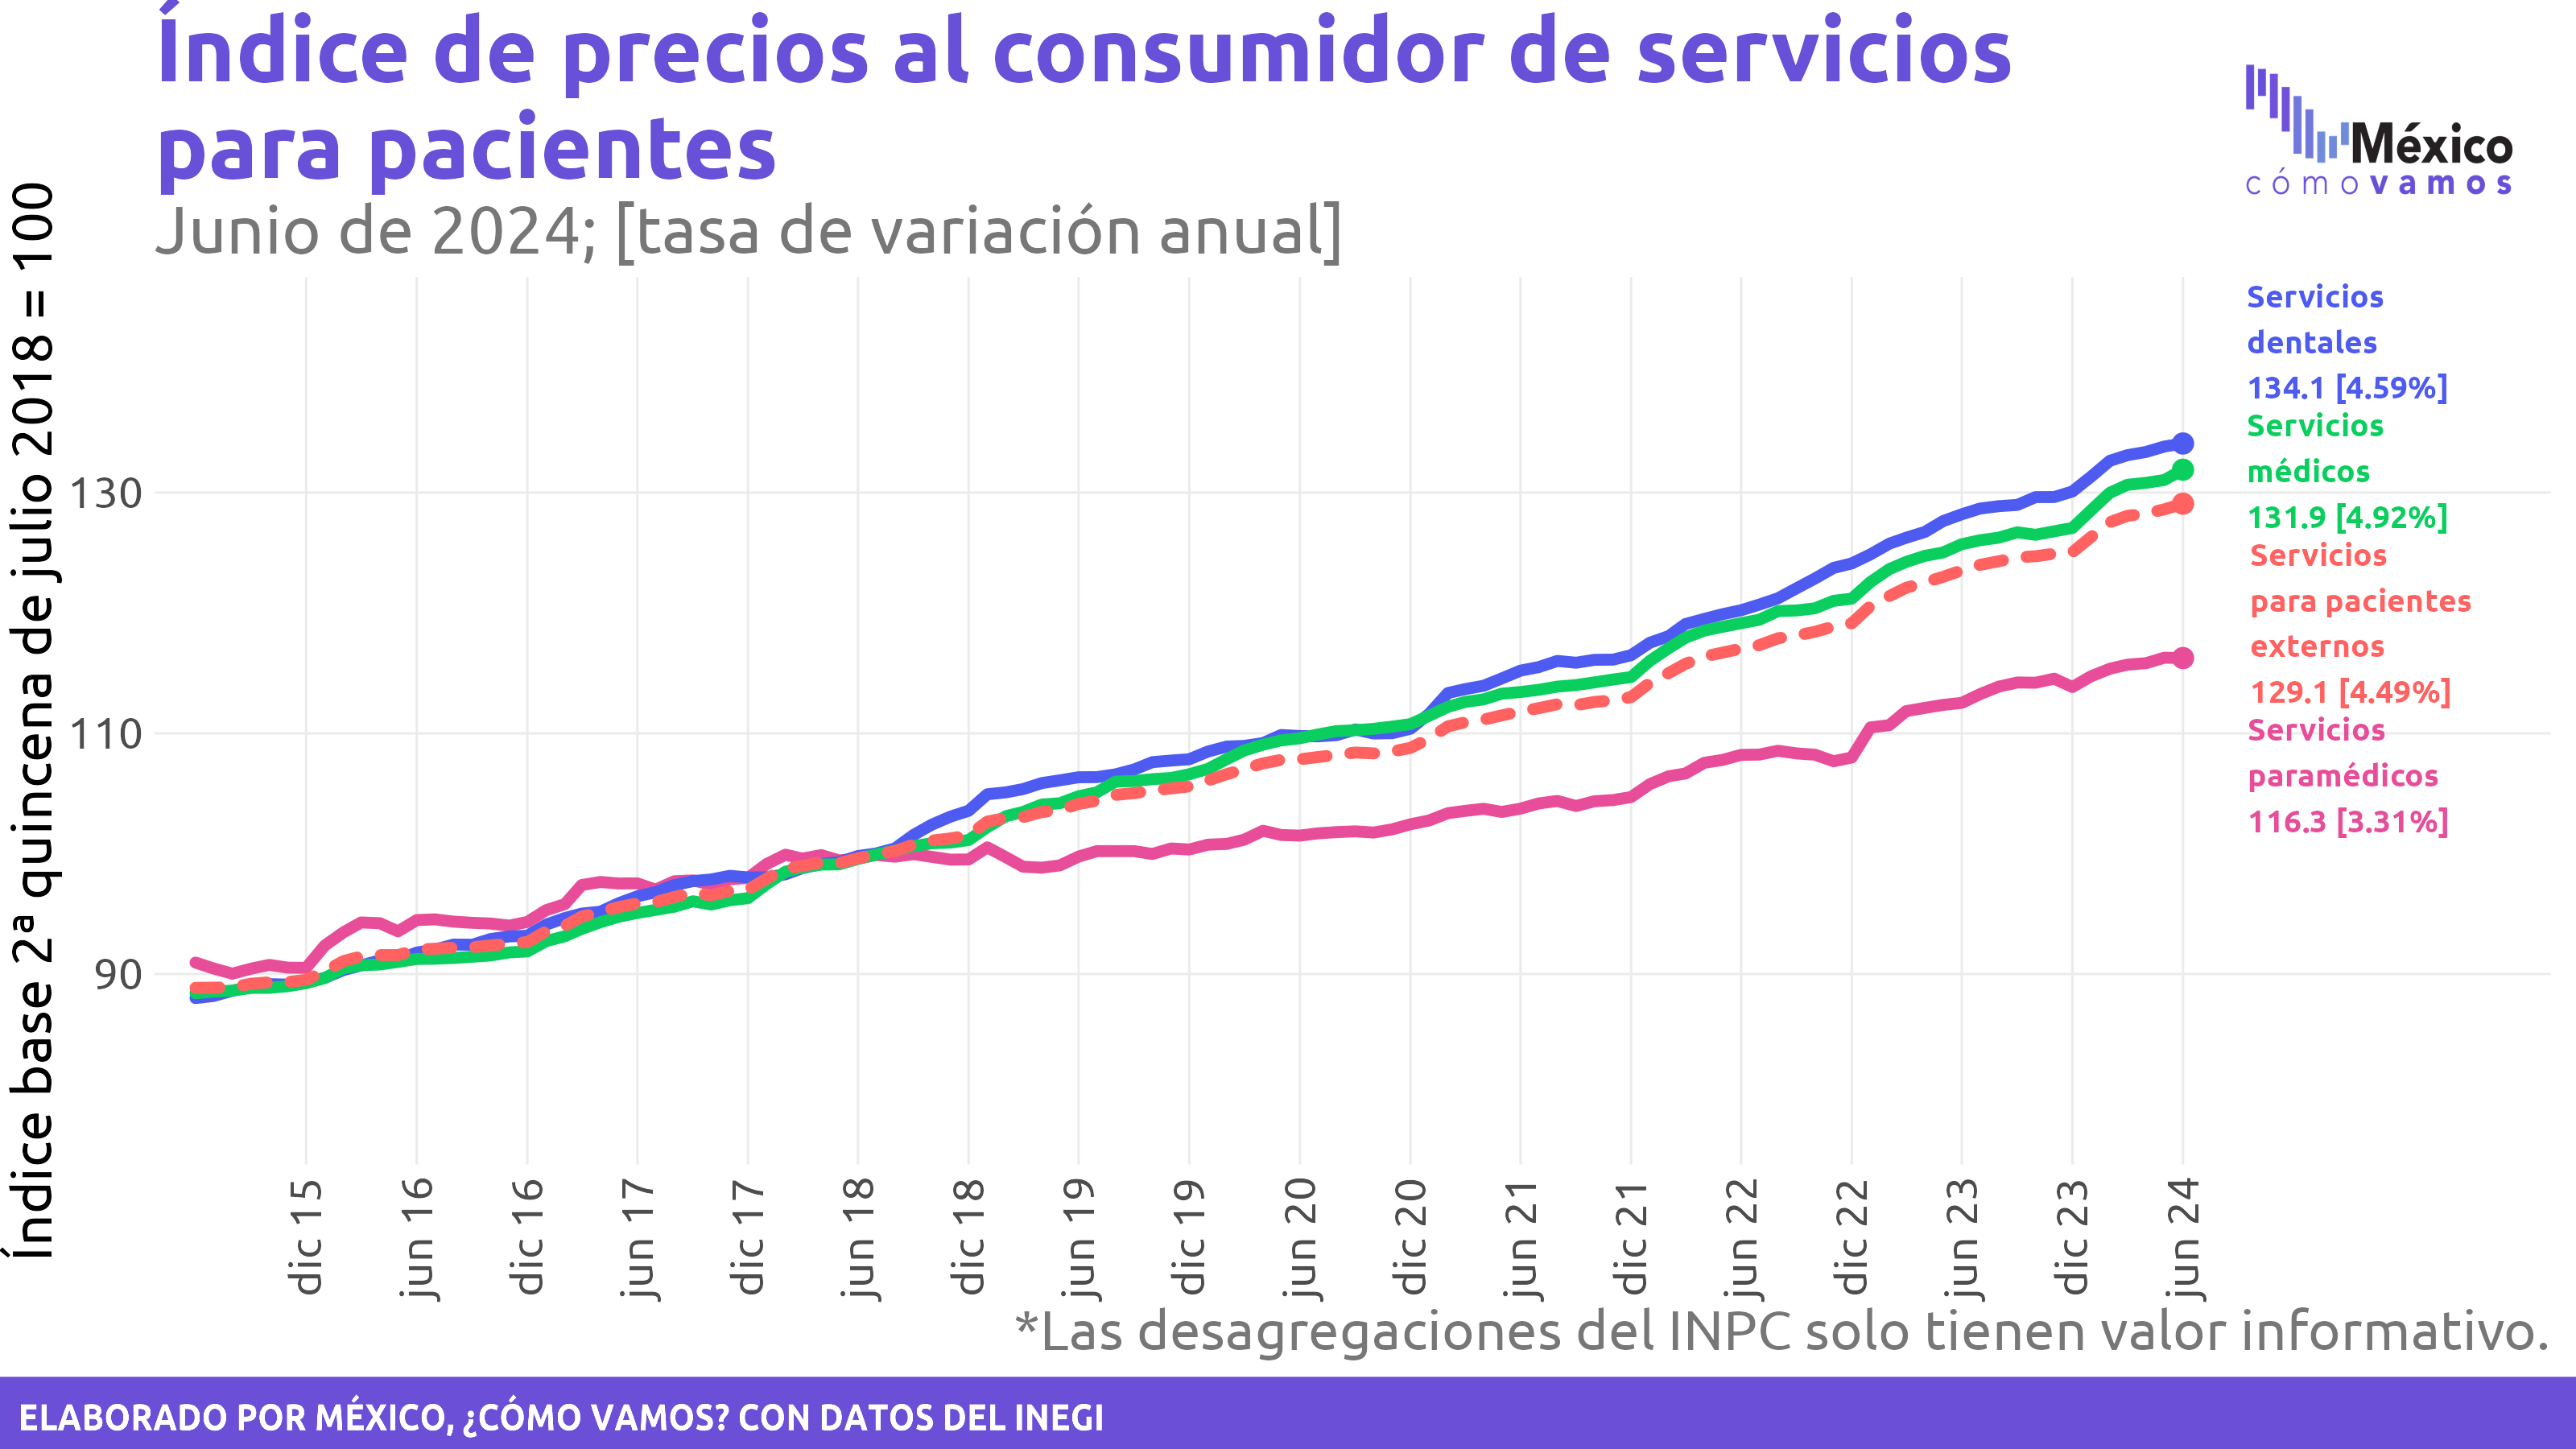 Índice de precios al consumidor de servicios
para pacientes
Junio de 2024; [tasa de variación anual]
México
cómo vamos
Índice base 2ª quincena de julio 2018 = 100
130
110
90
Servicios
dentales
134.1 [4.59%]
Servicios
médicos
131.9 [4.92%]
Servicios
para pacientes
externos
129.1 [4.49%]
Servicios
paramédicos
116.3 [3.31%]
dic 15
jun 16
dic 16
jun 17
dic 17
jun 18
dic 18
jun 19
dic 19
jun 20
dic 20
jun 21
dic 21
jun 22
dic 22
jun 23
dic 23
jun 24
*Las desagregaciones del INPC solo tienen valor informativo.
ELABORADO POR MÉXICO, ¿CÓMO VAMOS? CON DATOS DEL INEGI